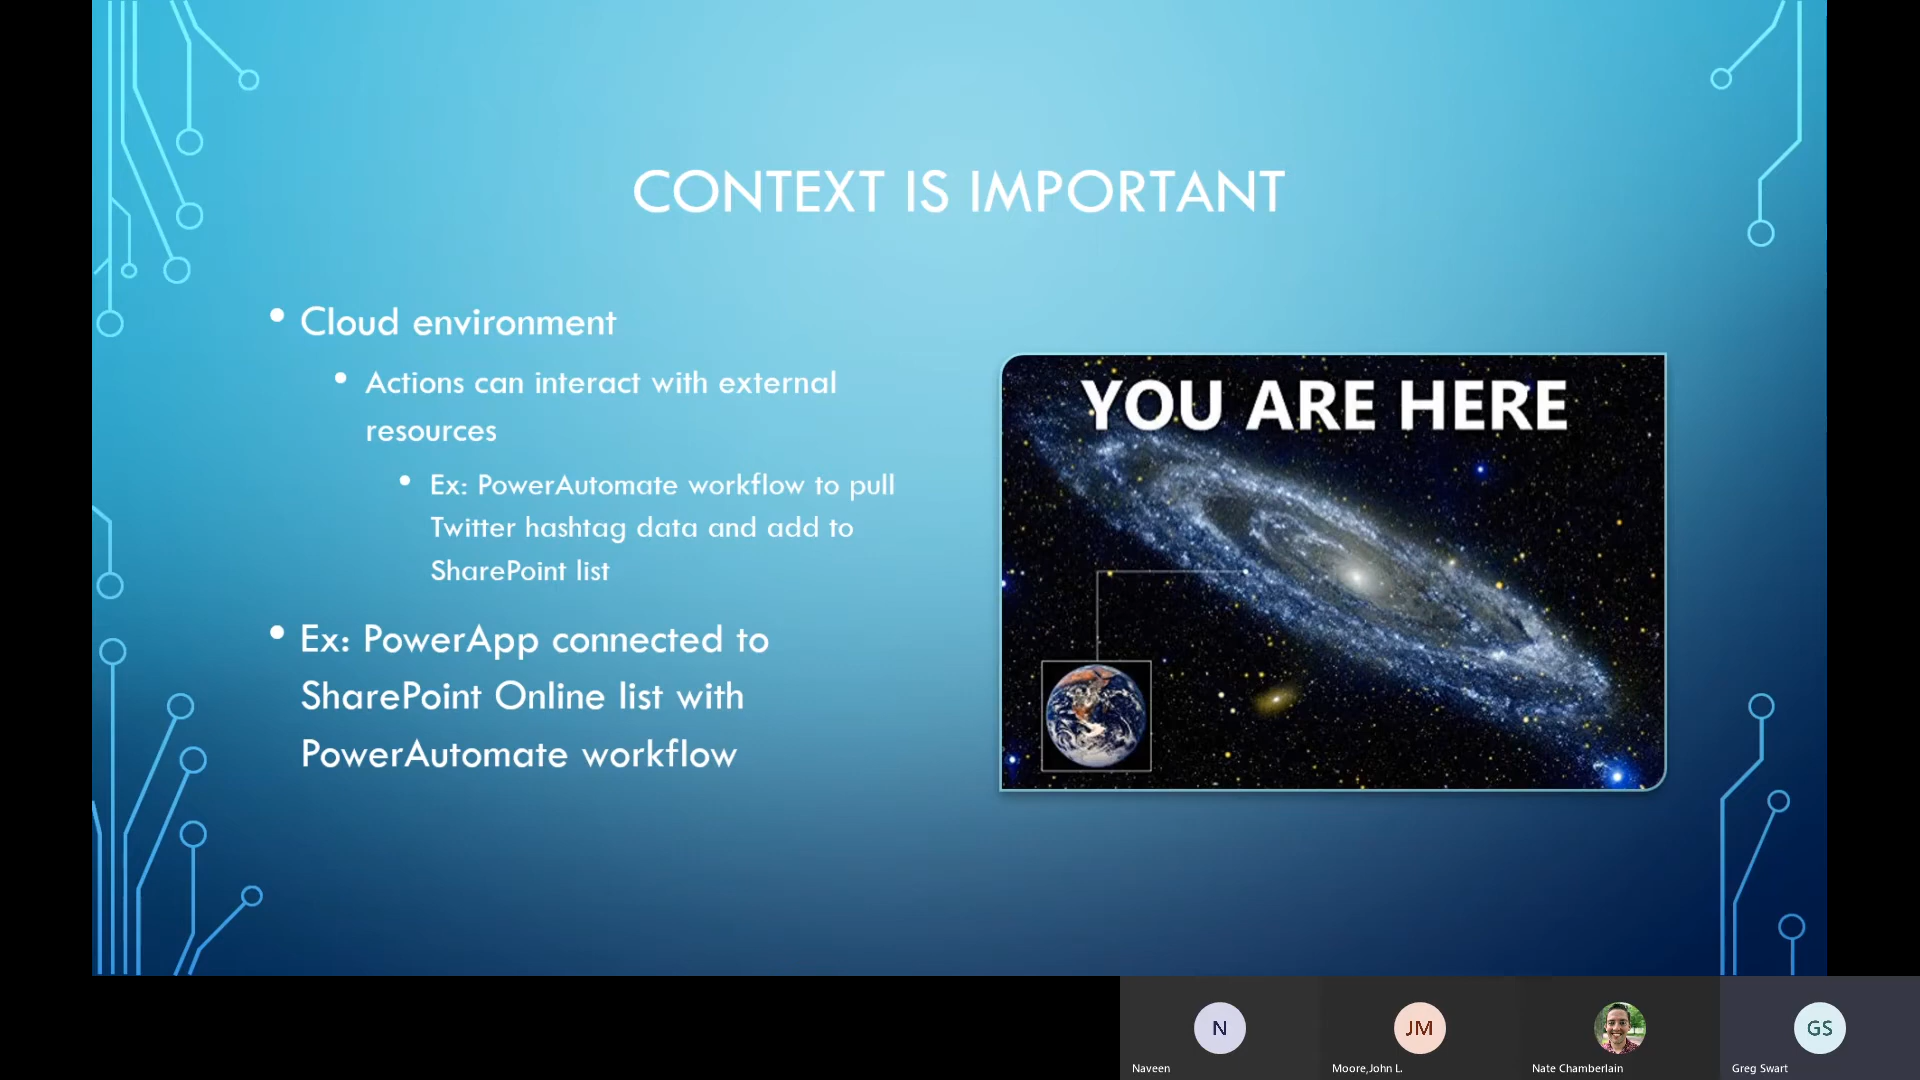 CONTEXT IS IMPORTANT
• Cloud environment
• Actions can interact with external
resources
• Ex: PowerAutomate workflow to pull
Twitter hashtag data and add to
SharePoint list
• Ex: PowerApp connected to
SharePoint Online list with
PowerAutomate workflow
YOU ARE HERE
N
Naveen
JM
Moore,John L.
Nate Chamberlain
GS
Greg Swart